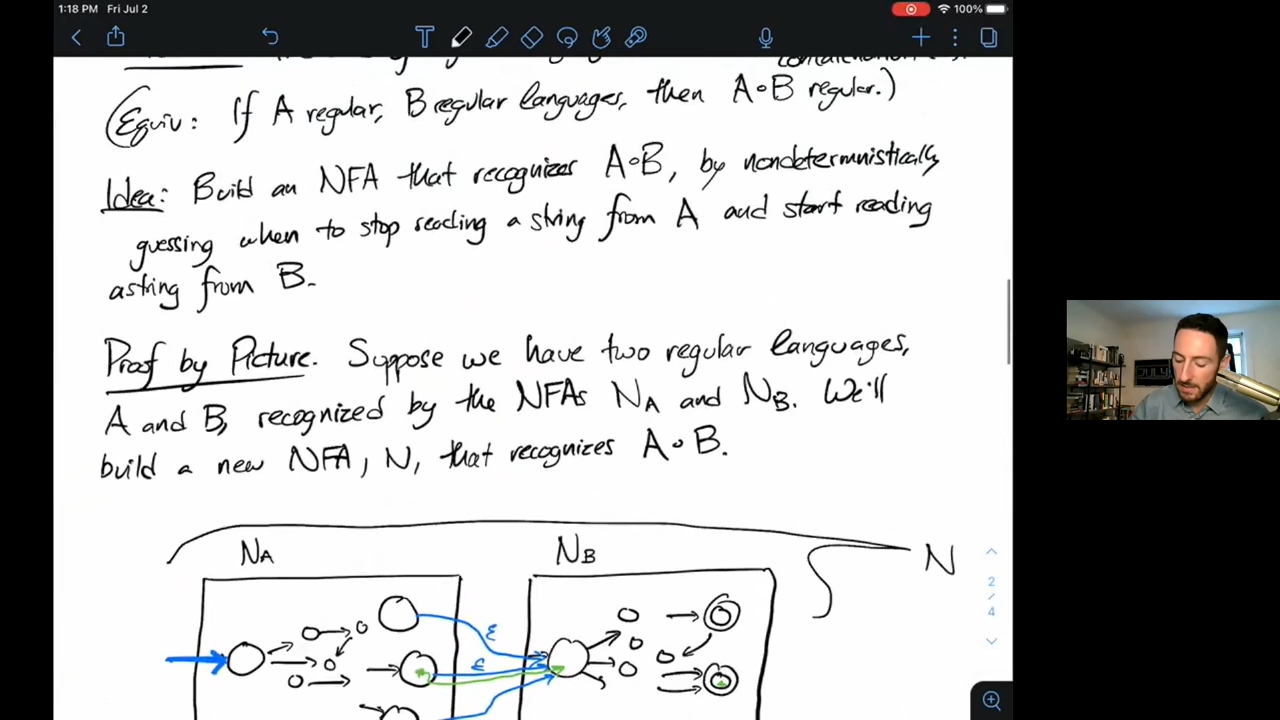 1:18 PM Fri Jul 2
100%
(Equiv: If A regular, B regular languages, then A∘B regular.)
Idea: Build an NFA that recognizes A∘B, by nondetermnistically
guessing when to stop reading a string from A and start reading
a string from B.
Proof by Picture. Suppose we have two regular languages,
A and B, recognized by the NFAs N_A and N_B. We'll
build a new NFA, N, that recognizes A∘B.
N_A N_B N
ε
ε
2
/
4